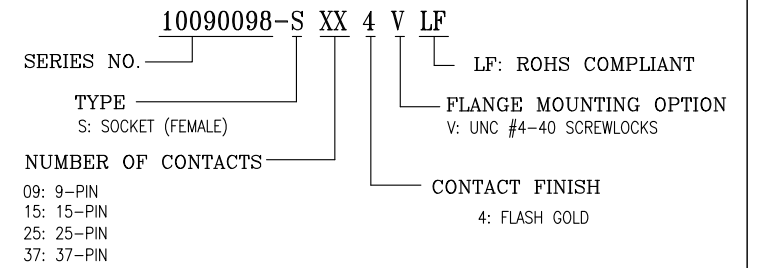 10090098-S XX 4 V LF
SERIES NO.
LF: ROHS COMPLIANT
TYPE
S: SOCKET (FEMALE)
FLANGE MOUNTING OPTION
V: UNC #4-40 SCREWLOCKS
NUMBER OF CONTACTS
09: 9-PIN
15: 15-PIN
25: 25-PIN
37: 37-PIN
CONTACT FINISH
4: FLASH GOLD